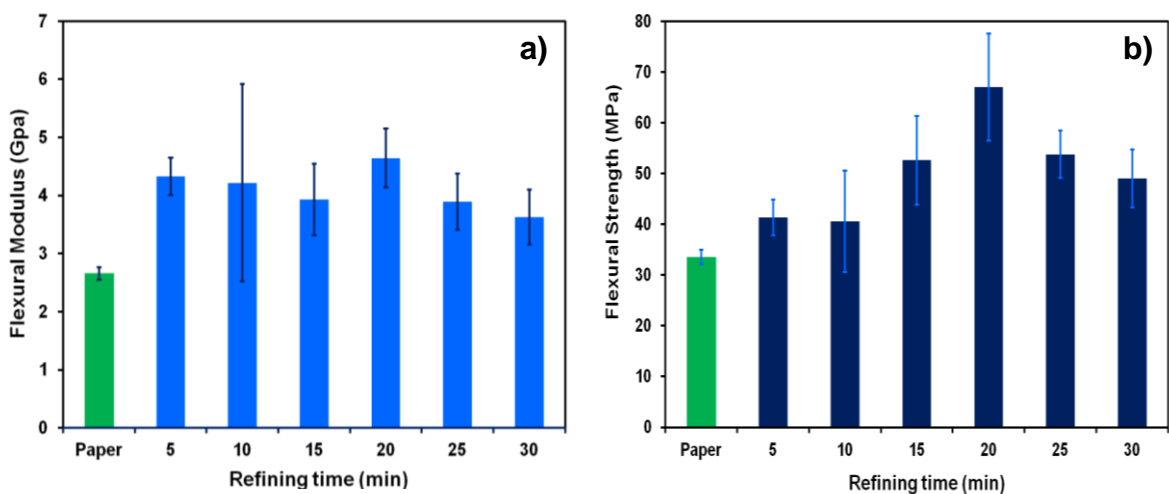 a)
Flexural Modulus (Gpa)
7
6
5
4
3
2
1
0
Paper 5 10 15 20 25 30
Refining time (min)
b)
Flexural Strength (MPa)
80
70
60
50
40
30
20
10
0
Paper 5 10 15 20 25 30
Refining time (min)